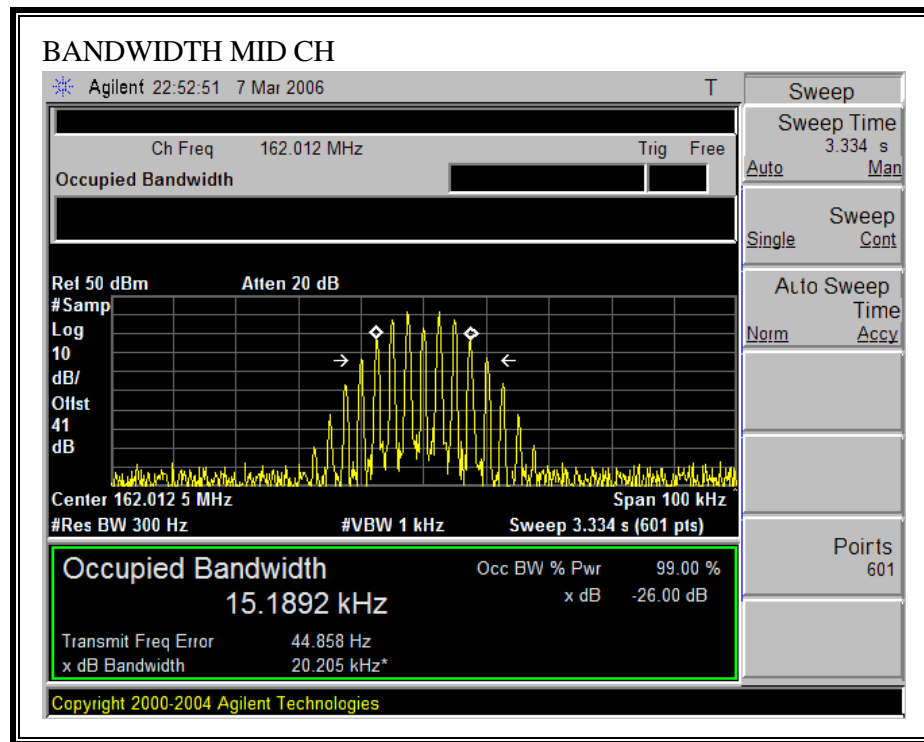 BANDWIDTH MID CH
Agilent 22:52:51 7 Mar 2006 T
Sweep
Ch Freq 162.012 MHz Trig Free
Occupied Bandwidth
Sweep Time
3.334 s
Auto Man
Sweep
Single Cont
Auto Sweep
Time
Norm Accy
Points
601
Ref 50 dBm Atten 20 dB
#Samp
Log
10
dB/
Offst
41
dB
Center 162.012 5 MHz Span 100 kHz
#Res BW 300 Hz #VBW 1 kHz Sweep 3.334 s (601 pts)
Occupied Bandwidth
15.1892 kHz
Occ BW % Pwr 99.00 %
x dB -26.00 dB
Transmit Freq Error 44.858 Hz
x dB Bandwidth 20.205 kHz*
Copyright 2000-2004 Agilent Technologies